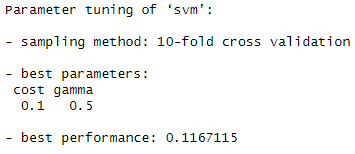 Parameter tuning of ‘svm’:
- sampling method: 10-fold cross validation
- best parameters:
cost gamma
0.1 0.5
- best performance: 0.1167115